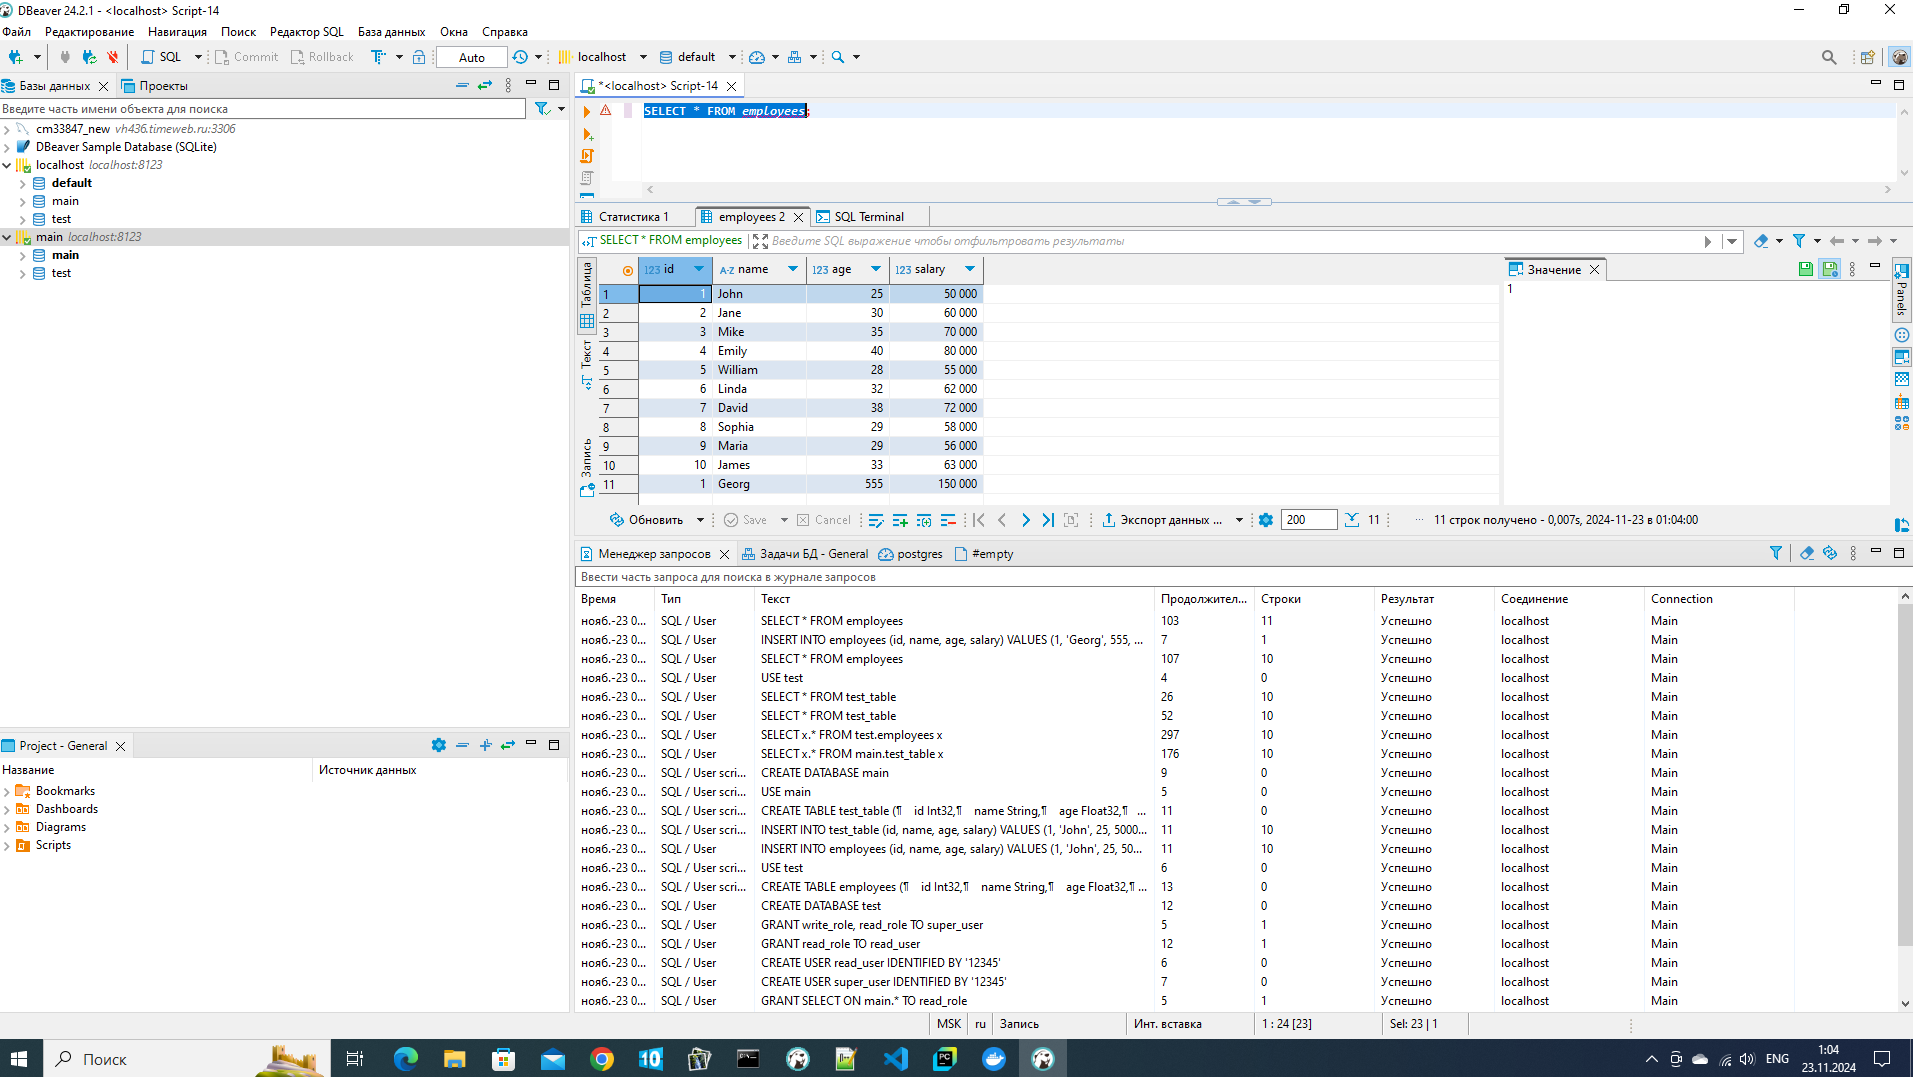 DBeaver 24.2.1 - <localhost> Script-14
Файл Редактирование Навигация Поиск Редактор SQL База данных Окна Справка
SQL Commit Rollback Auto localhost default
Базы данных Проекты
Введите часть имени объекта для поиска
cm33847_new vh436.timeweb.ru:3306
DBeaver Sample Database (SQLite)
localhost localhost:8123
default
main
test
main localhost:8123
main
test
Project - General
Название Источник данных
Bookmarks
Dashboards
Diagrams
Scripts
*<localhost> Script-14
SELECT * FROM employees;
Статистика 1 employees 2 SQL Terminal
SELECT * FROM employees Введите SQL выражение чтобы отфильтровать результаты
Таблица
Текст
Запись
123 id A-Z name 123 age 123 salary
1 1 John 25 50 000
2 2 Jane 30 60 000
3 3 Mike 35 70 000
4 4 Emily 40 80 000
5 5 William 28 55 000
6 6 Linda 32 62 000
7 7 David 38 72 000
8 8 Sophia 29 58 000
9 9 Maria 29 56 000
10 10 James 33 63 000
11 1 Georg 555 150 000
Значение
1
Panels
Обновить Save Cancel Экспорт данных ... 200 11 ... 11 строк получено - 0,007s, 2024-11-23 в 01:04:00
Менеджер запросов Задачи БД - General postgres #empty
Ввести часть запроса для поиска в журнале запросов
Время Тип Текст Продолжител... Строки Результат Соединение Connection
нояб.-23 0... SQL / User SELECT * FROM employees 103 11 Успешно localhost Main
нояб.-23 0... SQL / User INSERT INTO employees (id, name, age, salary) VALUES (1, 'Georg', 555, ... 7 1 Успешно localhost Main
нояб.-23 0... SQL / User SELECT * FROM employees 107 10 Успешно localhost Main
нояб.-23 0... SQL / User USE test 4 0 Успешно localhost Main
нояб.-23 0... SQL / User SELECT * FROM test_table 26 10 Успешно localhost Main
нояб.-23 0... SQL / User SELECT * FROM test_table 52 10 Успешно localhost Main
нояб.-23 0... SQL / User SELECT x.* FROM test.employees x 297 10 Успешно localhost Main
нояб.-23 0... SQL / User SELECT x.* FROM main.test_table x 176 10 Успешно localhost Main
нояб.-23 0... SQL / User scri... CREATE DATABASE main 9 0 Успешно localhost Main
нояб.-23 0... SQL / User scri... USE main 5 0 Успешно localhost Main
нояб.-23 0... SQL / User scri... CREATE TABLE test_table (¶ id Int32,¶ name String,¶ age Float32,¶ ... 11 0 Успешно localhost Main
нояб.-23 0... SQL / User scri... INSERT INTO test_table (id, name, age, salary) VALUES (1, 'John', 25, 5000... 11 10 Успешно localhost Main
нояб.-23 0... SQL / User scri... INSERT INTO employees (id, name, age, salary) VALUES (1, 'John', 25, 50... 11 10 Успешно localhost Main
нояб.-23 0... SQL / User scri... USE test 6 0 Успешно localhost Main
нояб.-23 0... SQL / User scri... CREATE TABLE employees (¶ id Int32,¶ name String,¶ age Float32,¶ ... 13 0 Успешно localhost Main
нояб.-23 0... SQL / User CREATE DATABASE test 12 0 Успешно localhost Main
нояб.-23 0... SQL / User GRANT write_role, read_role TO super_user 5 1 Успешно localhost Main
нояб.-23 0... SQL / User GRANT read_role TO read_user 12 1 Успешно localhost Main
нояб.-23 0... SQL / User CREATE USER read_user IDENTIFIED BY '12345' 6 0 Успешно localhost Main
нояб.-23 0... SQL / User CREATE USER super_user IDENTIFIED BY '12345' 7 0 Успешно localhost Main
нояб.-23 0... SQL / User GRANT SELECT ON main.* TO read_role 5 1 Успешно localhost Main
MSK ru Запись Инт. вставка 1 : 24 [23] Sel: 23 | 1
Поиск
10
PC
ENG
1:04
23.11.2024